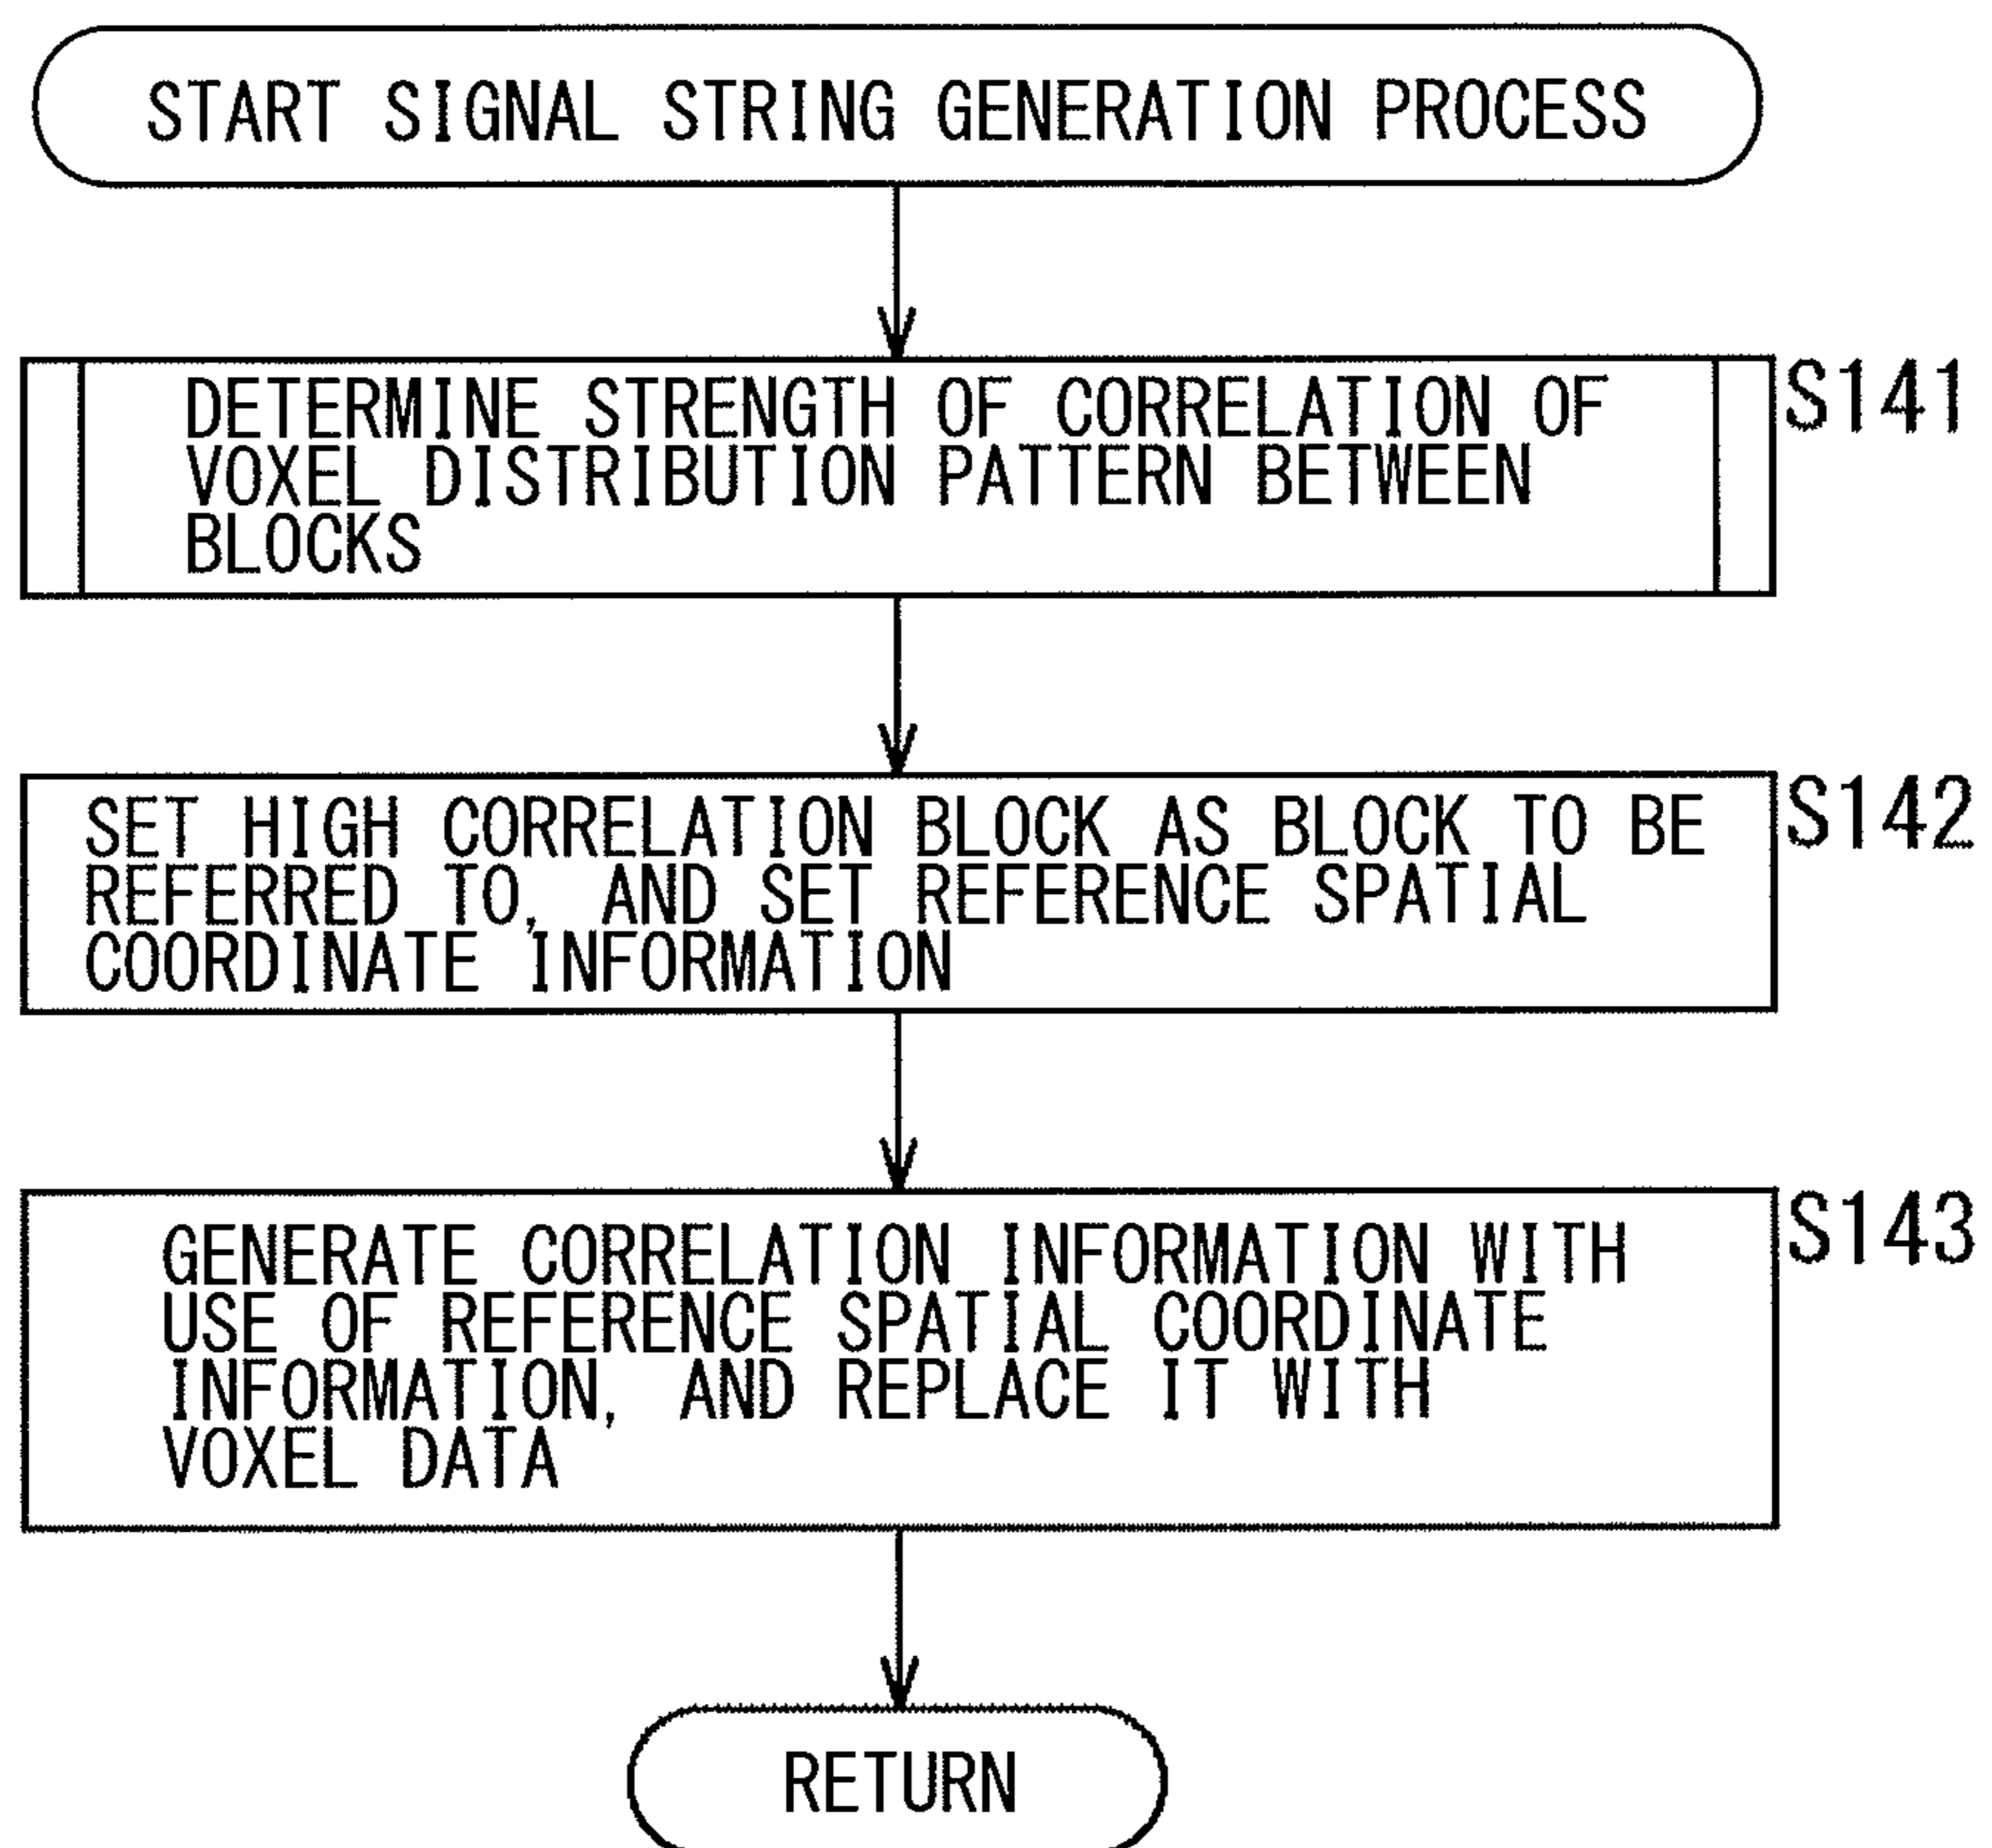 START SIGNAL STRING GENERATION PROCESS
DETERMINE STRENGTH OF CORRELATION OF
VOXEL DISTRIBUTION PATTERN BETWEEN
BLOCKS
S141
SET HIGH CORRELATION BLOCK AS BLOCK TO BE
REFERRED TO, AND SET REFERENCE SPATIAL
COORDINATE INFORMATION
S142
GENERATE CORRELATION INFORMATION WITH
USE OF REFERENCE SPATIAL COORDINATE
INFORMATION, AND REPLACE IT WITH
VOXEL DATA
S143
RETURN